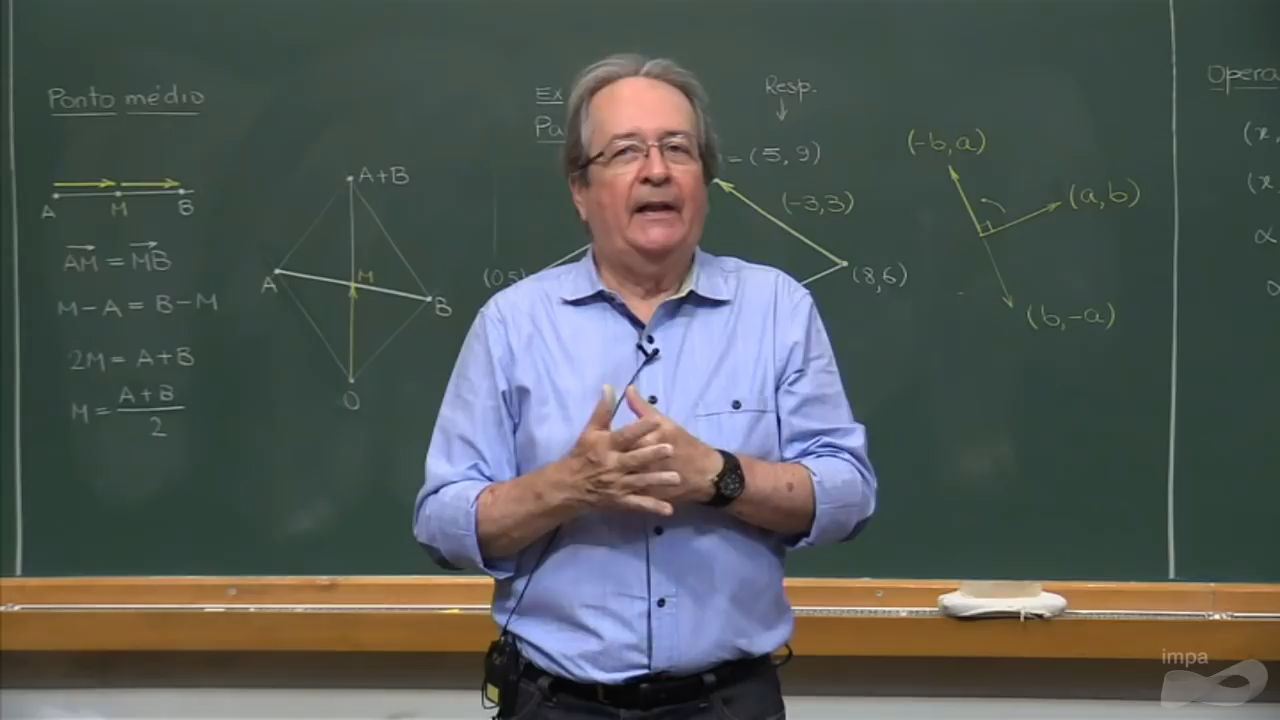 Ponto médio
A M B
AM = MB
M - A = B - M
2M = A + B
M = A + B
2
A+B
A M B
O
Ex
Pa
Resp.
= (5, 9)
(-3,3)
(0,5)
(8,6)
(-b,a)
(a,b)
(b,-a)
Opera
(x,
(x,
α
impa